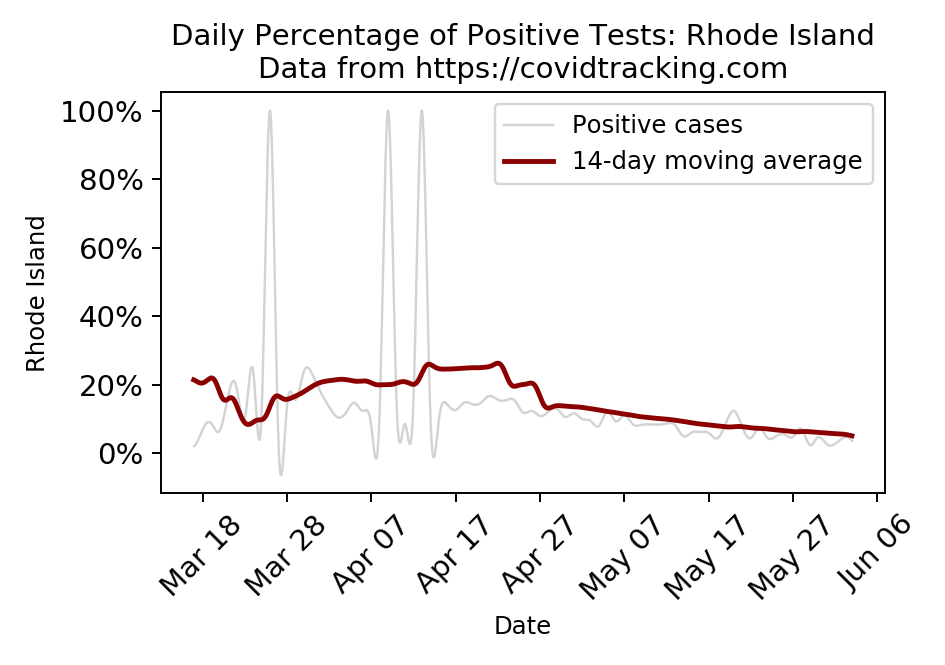 Daily Percentage of Positive Tests: Rhode Island
Data from https://covidtracking.com
Positive cases
14-day moving average
100%
80%
60%
40%
20%
0%
Rhode Island
Mar 18
Mar 28
Apr 07
Apr 17
Apr 27
May 07
May 17
May 27
Jun 06
Date